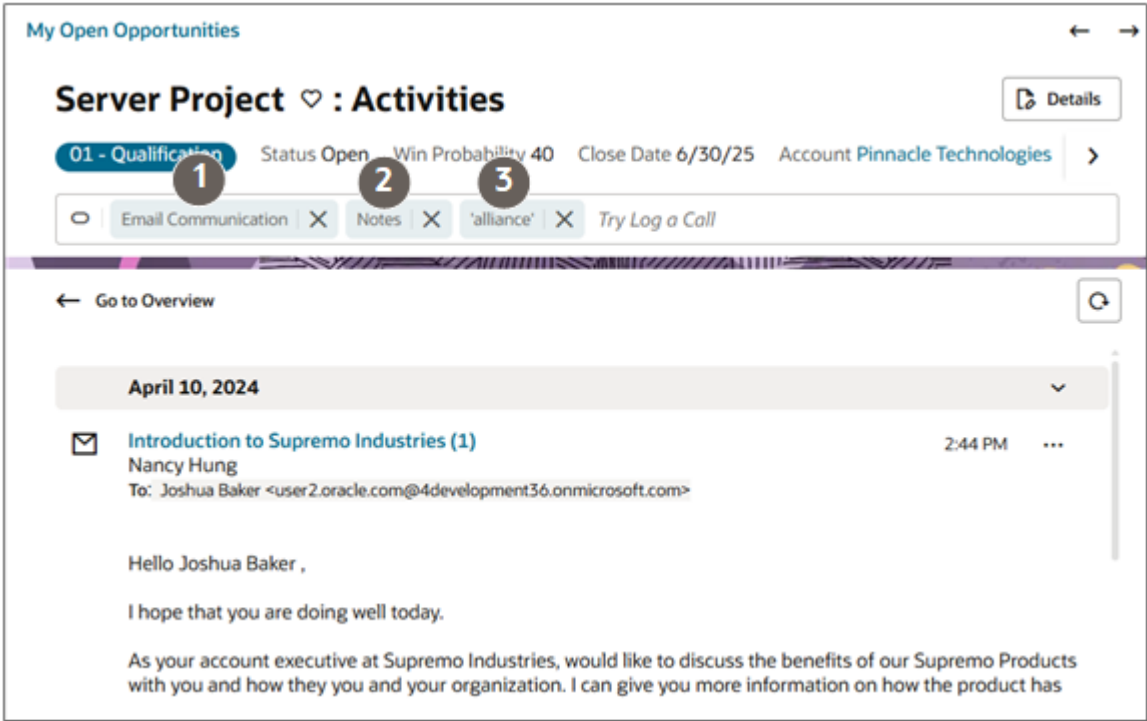 My Open Opportunities
Server Project : Activities
Details
01 - Qualification Status Open Win Probability 40 Close Date 6/30/25 Account Pinnacle Technologies
1 2 3
Email Communication Notes 'alliance' Try Log a Call
Go to Overview
April 10, 2024
Introduction to Supremo Industries (1) 2:44 PM ...
Nancy Hung
To: Joshua Baker <user2.oracle.com@4development36.onmicrosoft.com>
Hello Joshua Baker ,
I hope that you are doing well today.
As your account executive at Supremo Industries, would like to discuss the benefits of our Supremo Products
with you and how they you and your organization. I can give you more information on how the product has